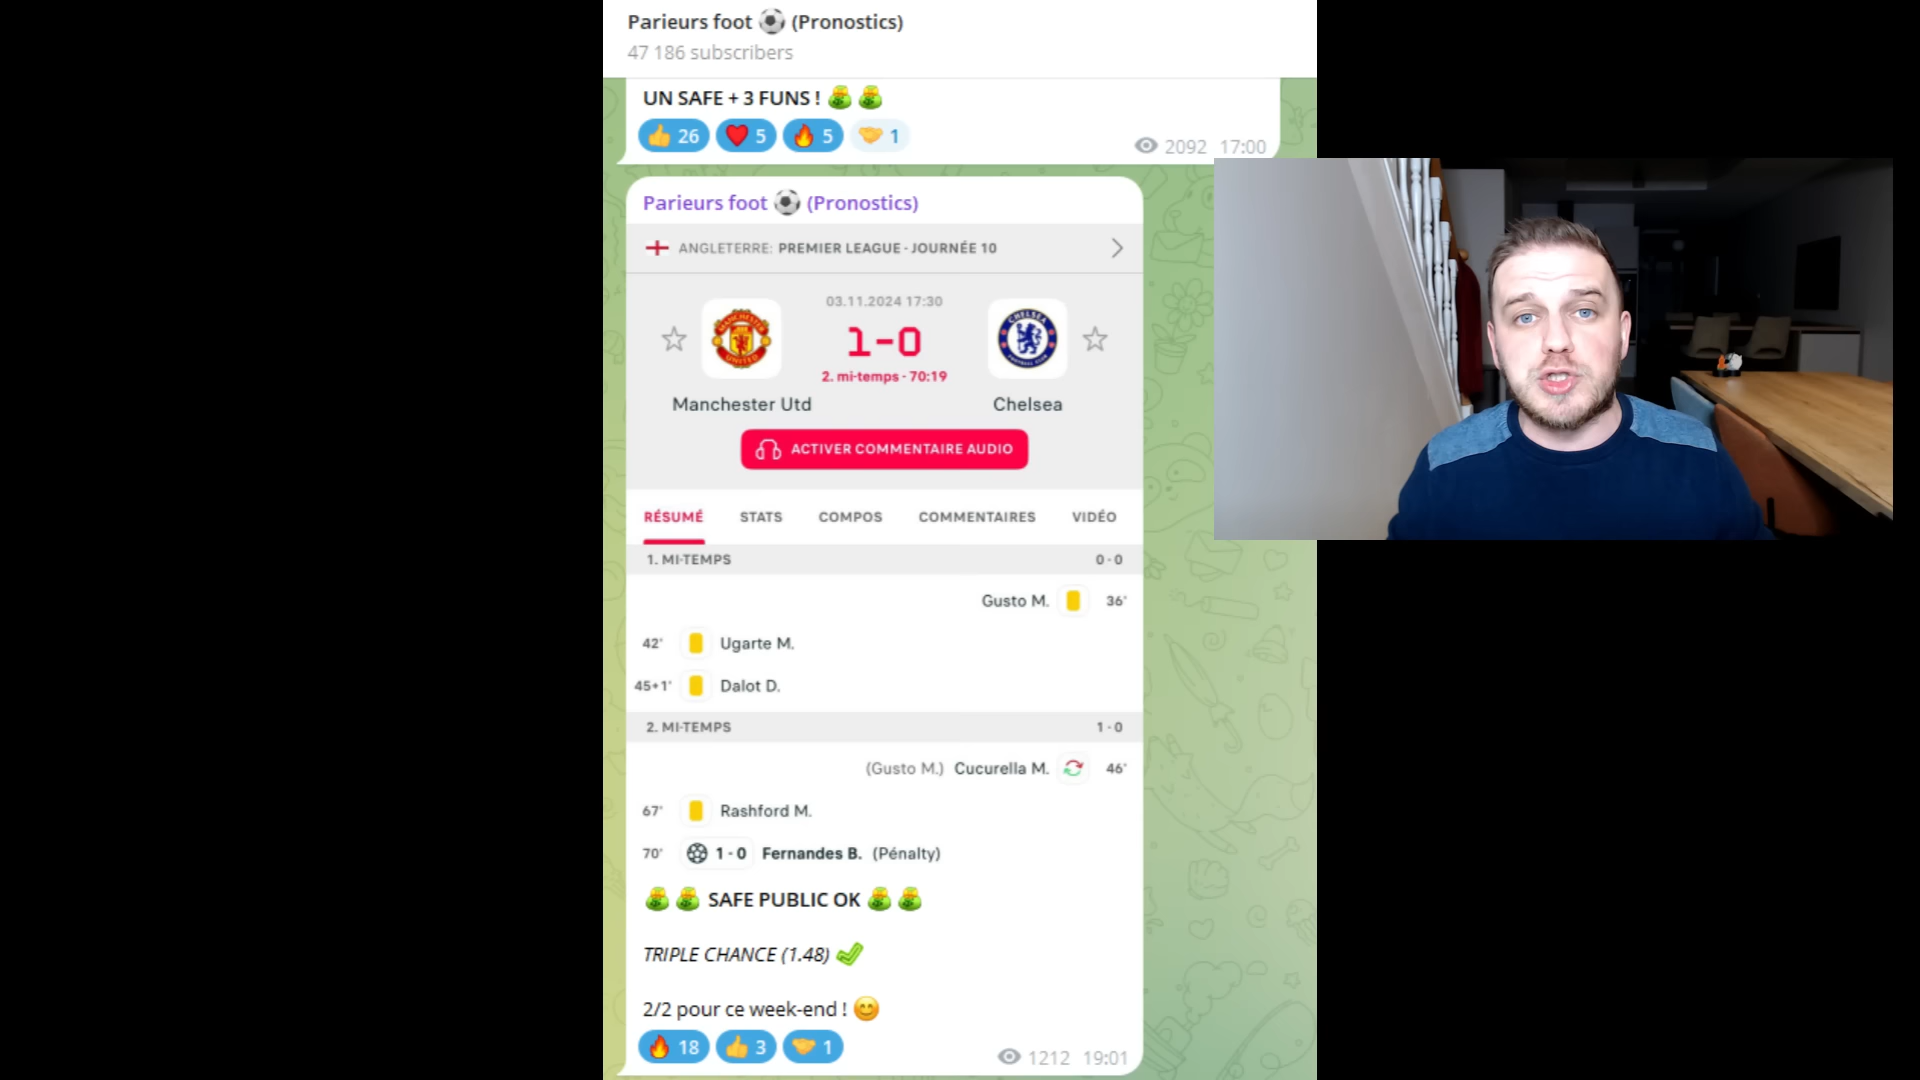 Parieurs foot ⚽ (Pronostics)
47 186 subscribers
UN SAFE + 3 FUNS !
26 5 5 1
2092 17:00
Parieurs foot ⚽ (Pronostics)
ANGLETERRE: PREMIER LEAGUE - JOURNÉE 10
03.11.2024 17:30
1-0
2. mi-temps - 70:19
Manchester Utd Chelsea
ACTIVER COMMENTAIRE AUDIO
RÉSUMÉ STATS COMPOS COMMENTAIRES VIDÉO
1. MI-TEMPS 0 - 0
Gusto M. 36'
42' Ugarte M.
45+1' Dalot D.
2. MI-TEMPS 1 - 0
(Gusto M.) Cucurella M. 46'
67' Rashford M.
70' 1 - 0 Fernandes B. (Pénalty)
SAFE PUBLIC OK
TRIPLE CHANCE (1.48)
2/2 pour ce week-end ! 😊
18 3 1
1212 19:01